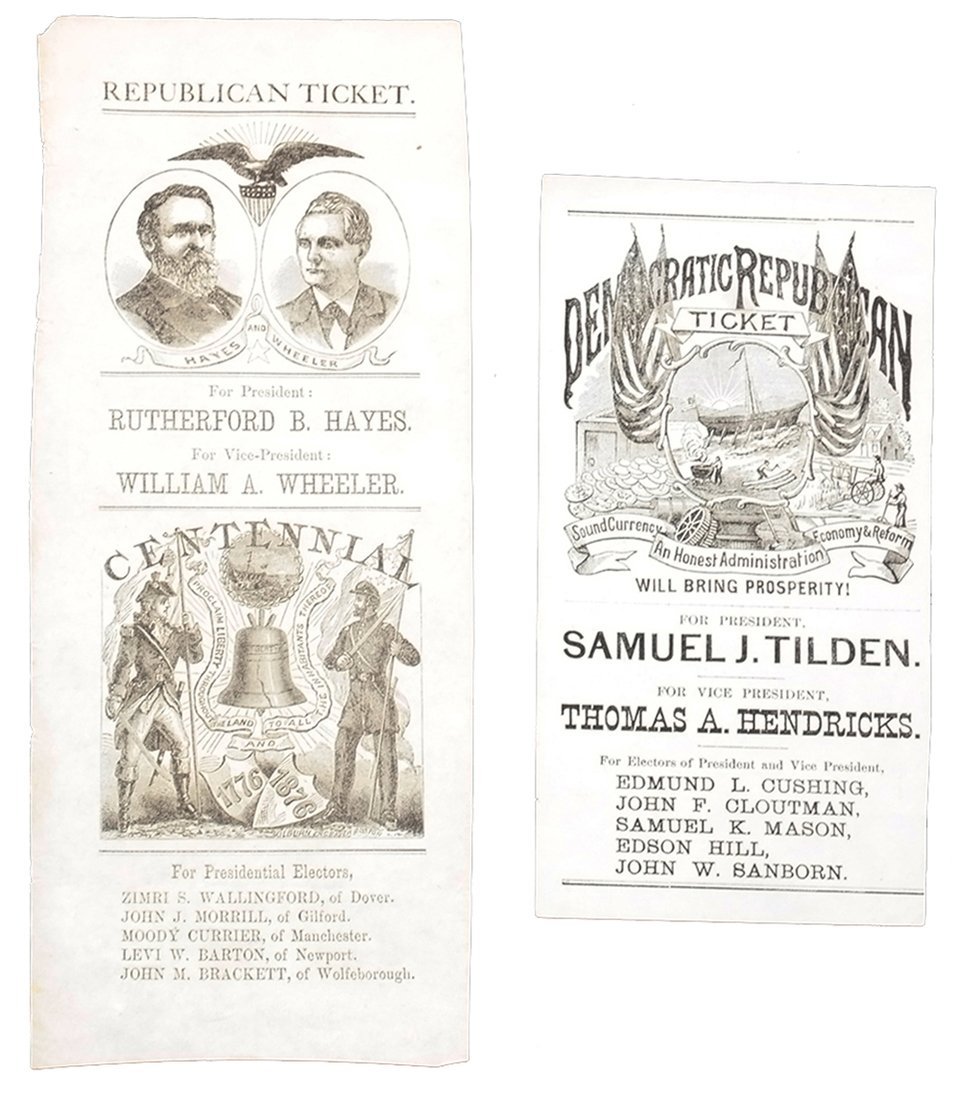 REPUBLICAN TICKET.
HAYES AND WHEELER
For President:
RUTHERFORD B. HAYES.
For Vice-President:
WILLIAM A. WHEELER.
CENTENNIAL
PROCLAIM LIBERTY THROUGHOUT
THE LAND TO ALL
THE INHABITANTS THEREOF
AND
1776 1876
For Presidential Electors,
ZIMRI S. WALLINGFORD, of Dover.
JOHN J. MORRILL, of Gilford.
MOODY CURRIER, of Manchester.
LEVI W. BARTON, of Newport.
JOHN M. BRACKETT, of Wolfeborough.
DEMOCRATIC REPUBLICAN
TICKET
Sound Currency
An Honest Administration
Economy & Reform
WILL BRING PROSPERITY!
FOR PRESIDENT,
SAMUEL J. TILDEN.
FOR VICE PRESIDENT,
THOMAS A. HENDRICKS.
For Electors of President and Vice President,
EDMUND L. CUSHING,
JOHN F. CLOUTMAN,
SAMUEL K. MASON,
EDSON HILL,
JOHN W. SANBORN.